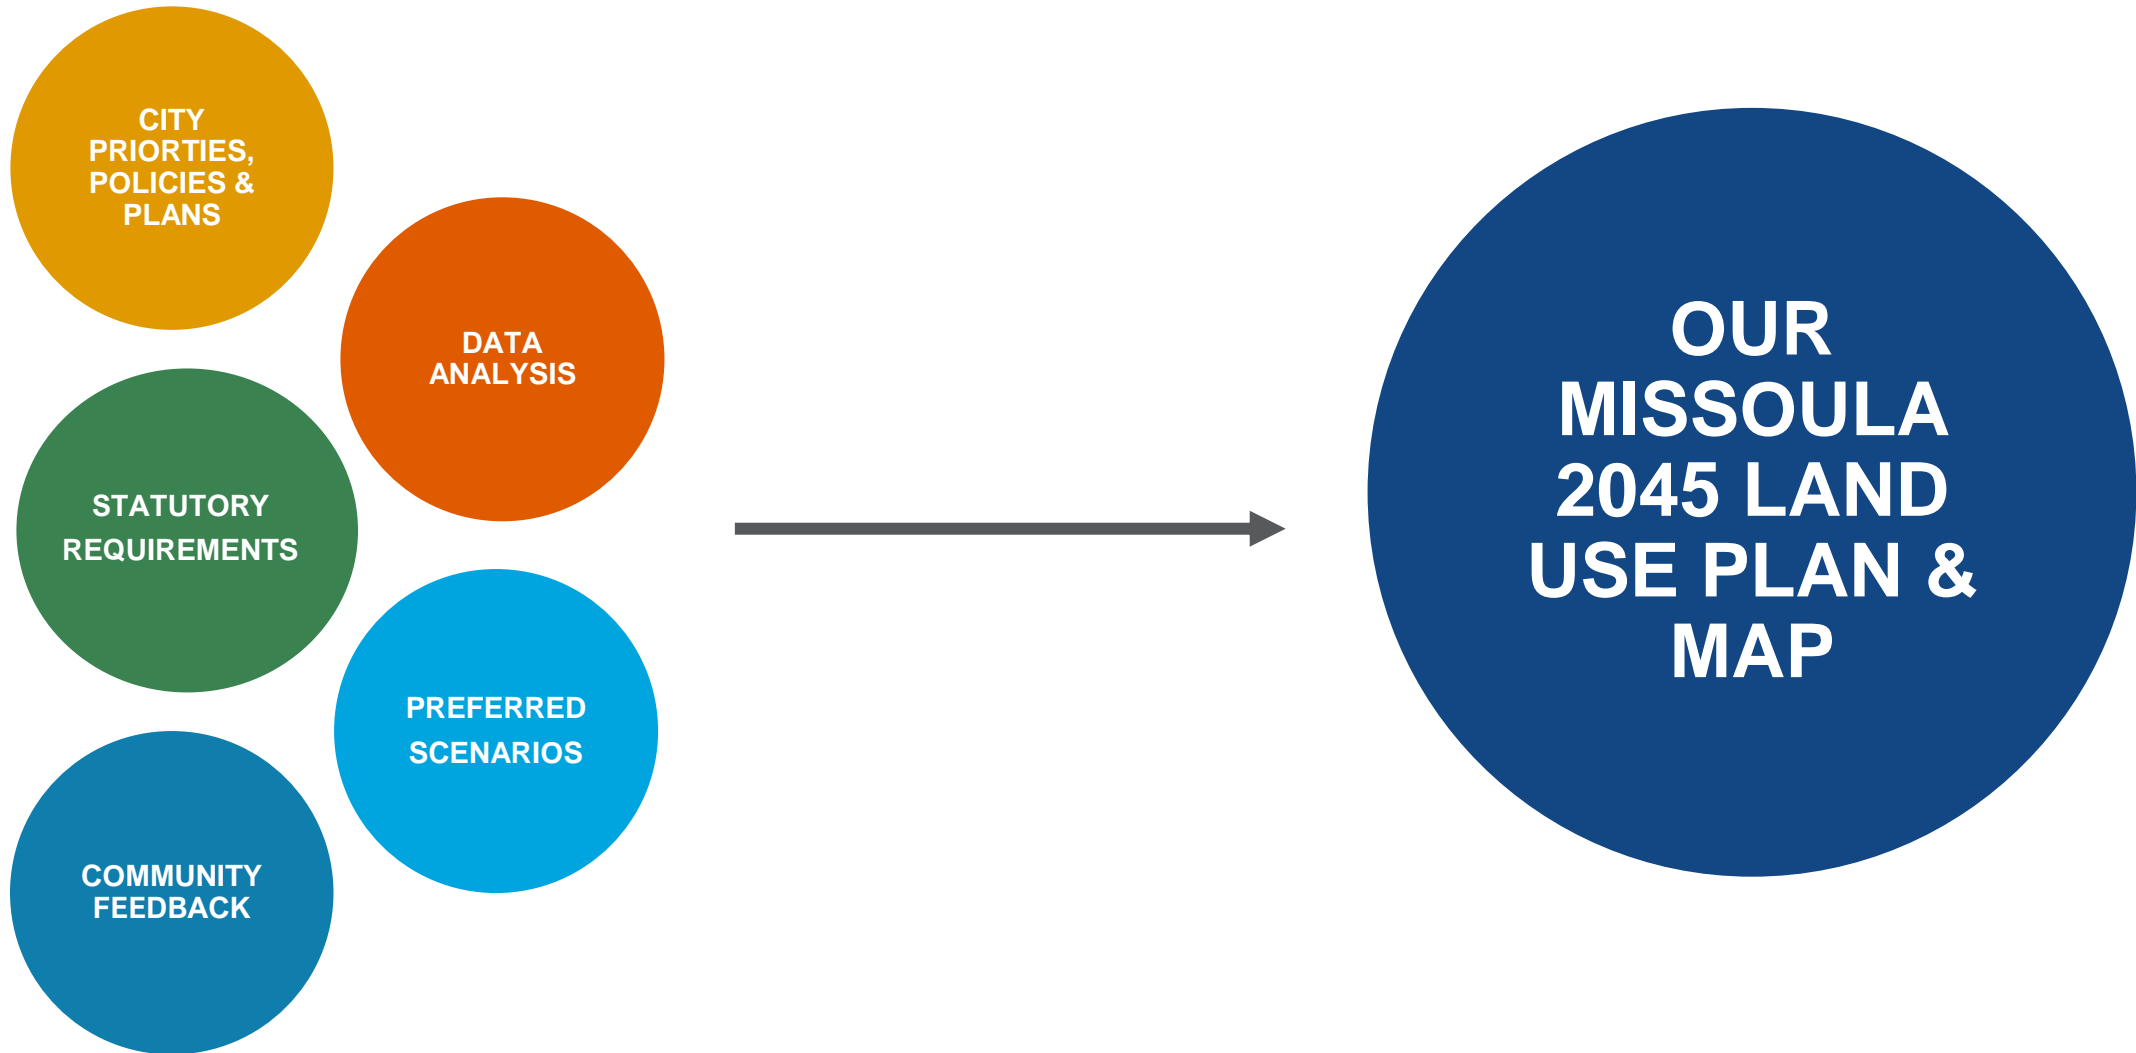 CITY
PRIORTIES,
POLICIES &
PLANS
DATA
ANALYSIS
STATUTORY
REQUIREMENTS
PREFERRED
SCENARIOS
COMMUNITY
FEEDBACK
OUR
MISSOULA
2045 LAND
USE PLAN &
MAP